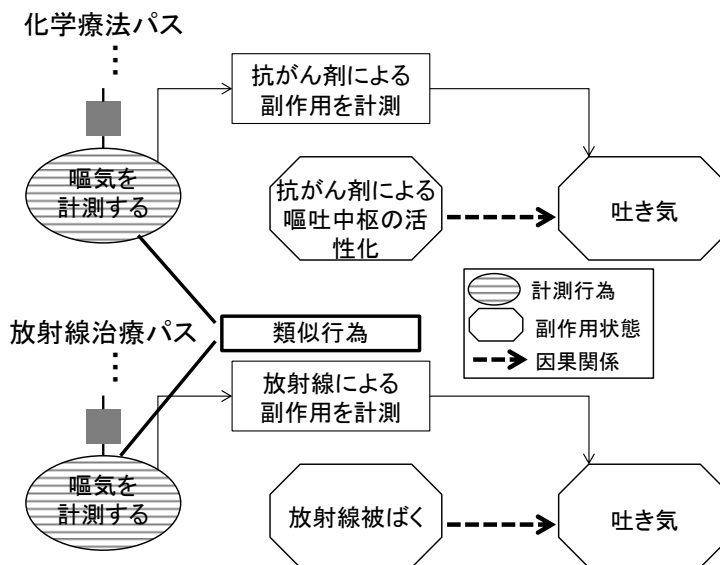 化学療法パス
抗がん剤による
副作用を計測
嘔気を
計測する
抗がん剤による
嘔吐中枢の活
性化
吐き気
計測行為
副作用状態
因果関係
類似行為
放射線治療パス
放射線による
副作用を計測
嘔気を
計測する
放射線被ばく
吐き気